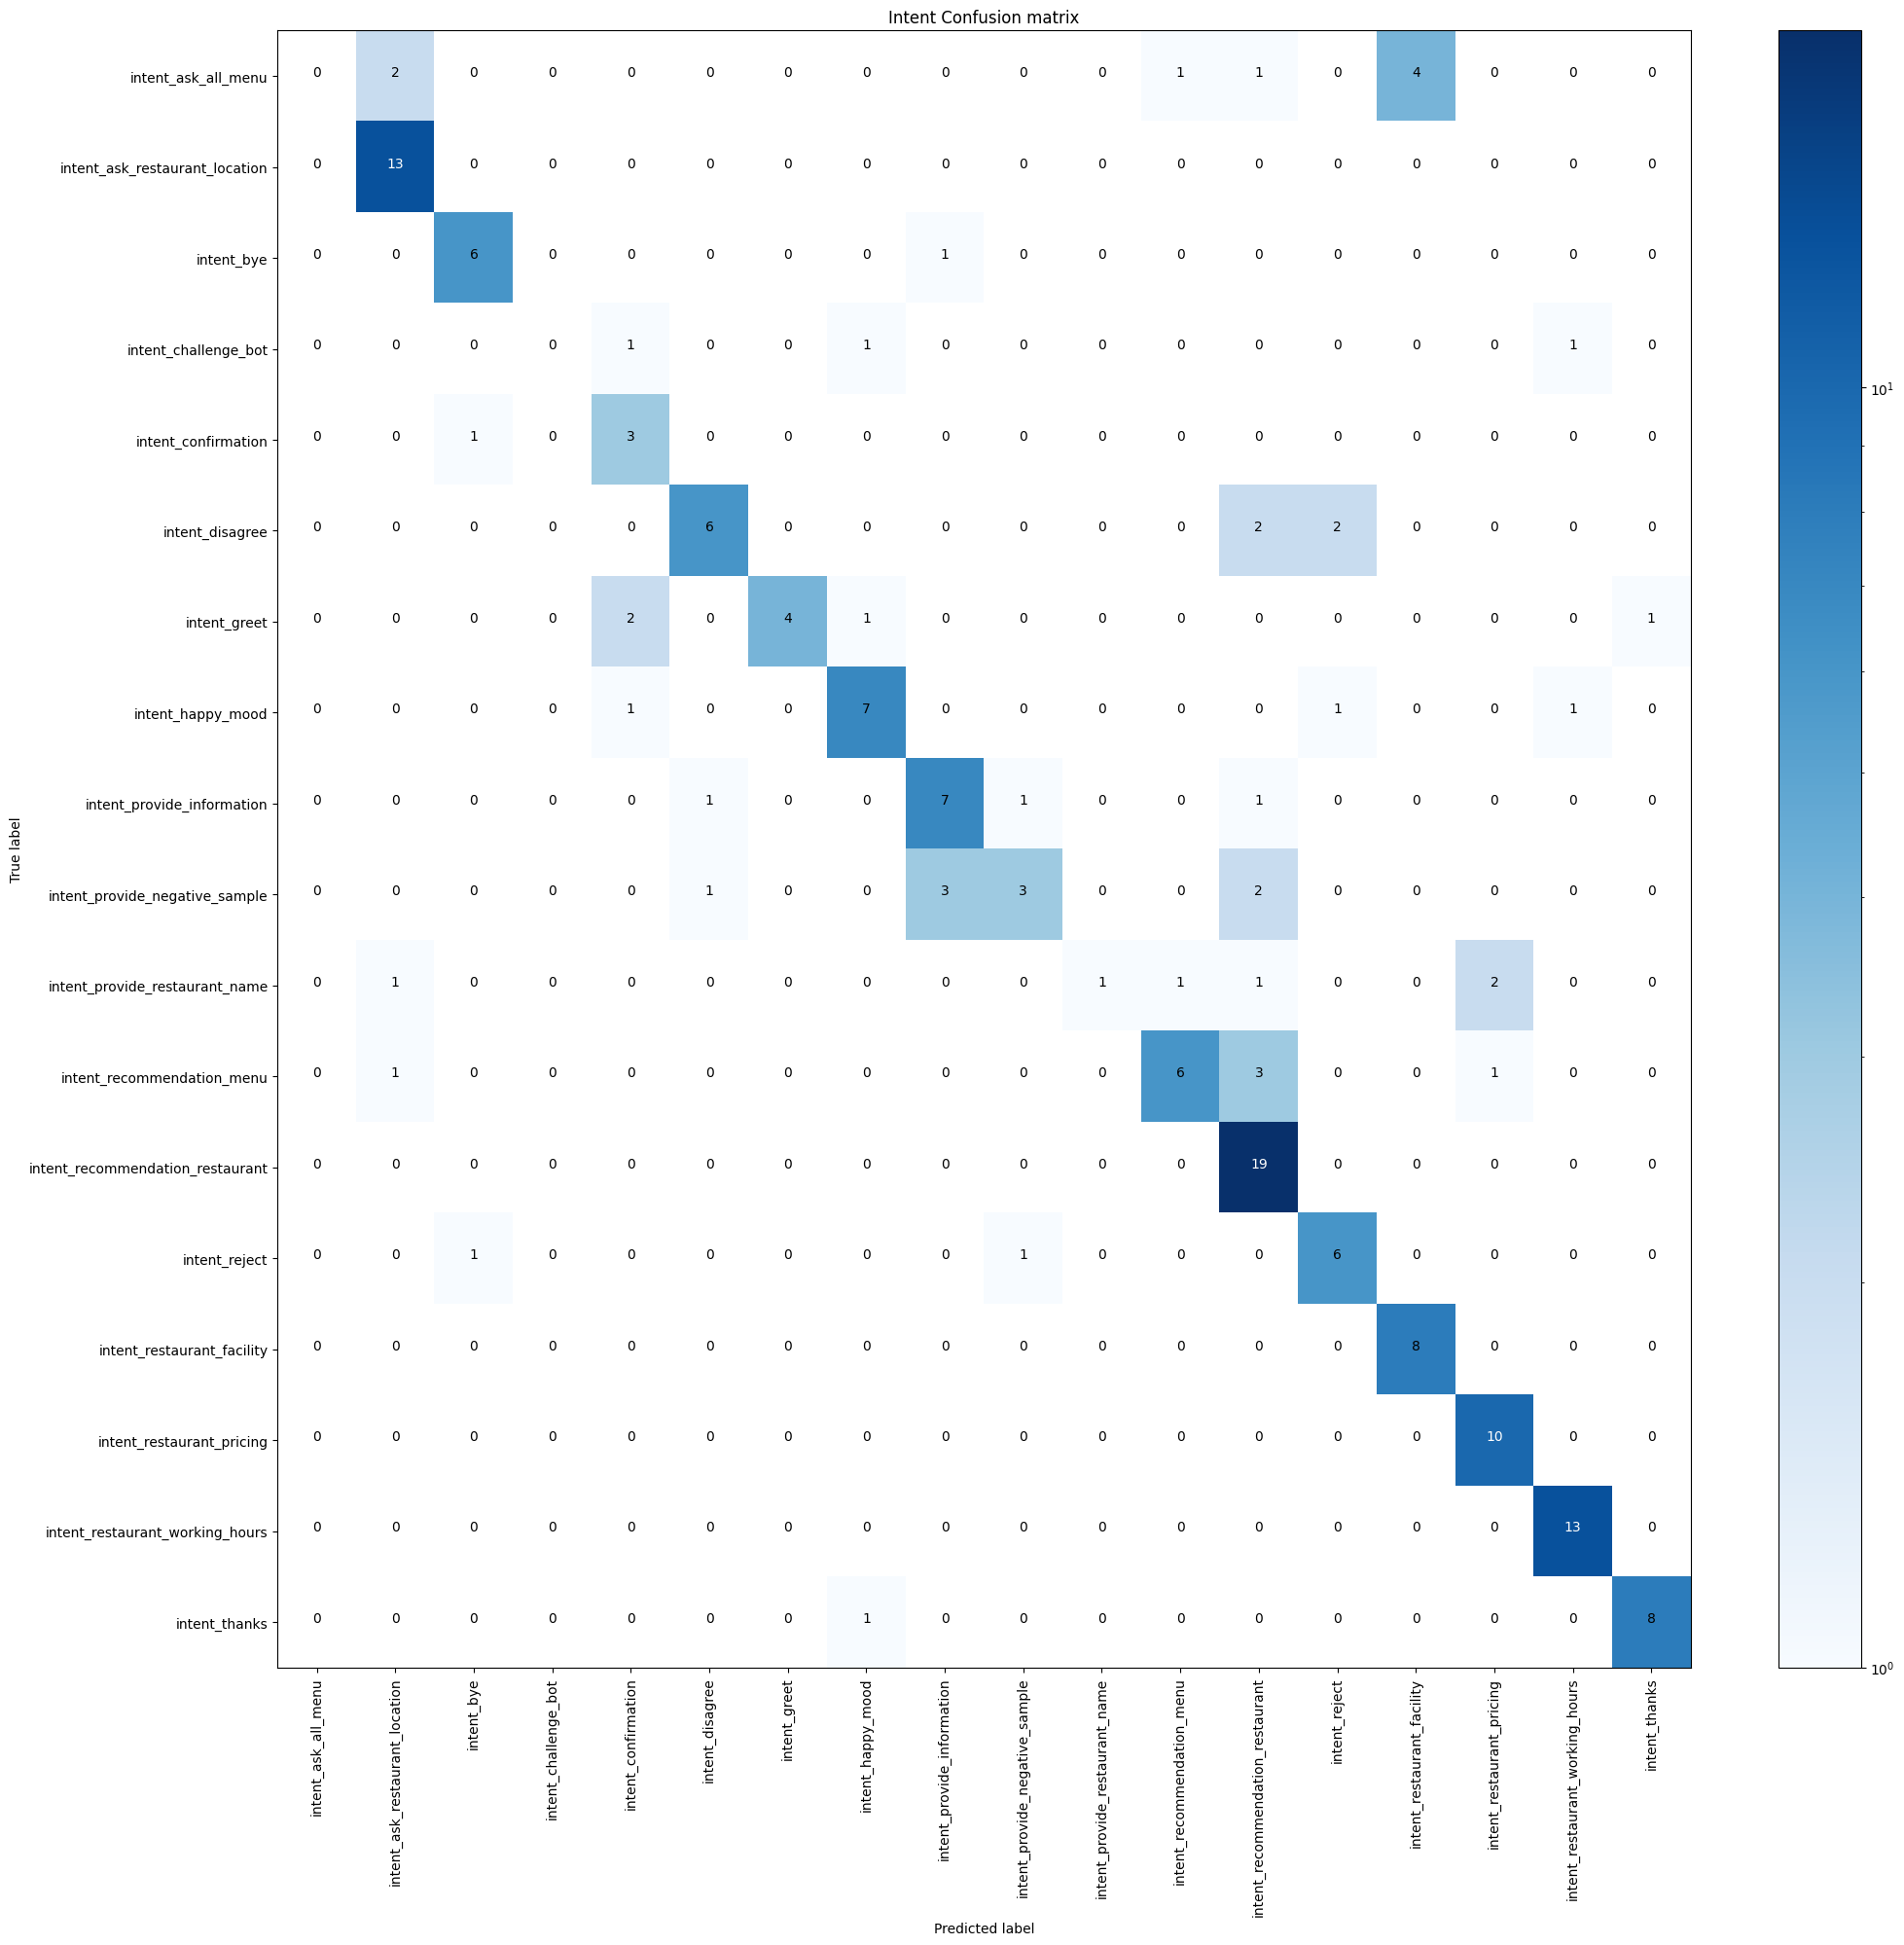 Intent Confusion matrix
intent_ask_all_menu 0 2 0 0 0 0 0 0 0 0 0 1 1 0 4 0 0 0
intent_ask_restaurant_location 0 13 0 0 0 0 0 0 0 0 0 0 0 0 0 0 0 0
intent_bye 0 0 6 0 0 0 0 0 1 0 0 0 0 0 0 0 0 0
intent_challenge_bot 0 0 0 0 1 0 0 1 0 0 0 0 0 0 0 0 1 0
10¹
intent_confirmation 0 0 1 0 3 0 0 0 0 0 0 0 0 0 0 0 0 0
intent_disagree 0 0 0 0 0 6 0 0 0 0 0 0 2 2 0 0 0 0
intent_greet 0 0 0 0 2 0 4 1 0 0 0 0 0 0 0 0 0 1
intent_happy_mood 0 0 0 0 1 0 0 7 0 0 0 0 0 1 0 0 1 0
intent_provide_information 0 0 0 0 0 1 0 0 7 1 0 0 1 0 0 0 0 0
True label
intent_provide_negative_sample 0 0 0 0 0 1 0 0 3 3 0 0 2 0 0 0 0 0
intent_provide_restaurant_name 0 1 0 0 0 0 0 0 0 0 1 1 1 0 0 2 0 0
intent_recommendation_menu 0 1 0 0 0 0 0 0 0 0 0 6 3 0 0 1 0 0
intent_recommendation_restaurant 0 0 0 0 0 0 0 0 0 0 0 0 19 0 0 0 0 0
intent_reject 0 0 1 0 0 0 0 0 0 1 0 0 0 6 0 0 0 0
intent_restaurant_facility 0 0 0 0 0 0 0 0 0 0 0 0 0 0 8 0 0 0
intent_restaurant_pricing 0 0 0 0 0 0 0 0 0 0 0 0 0 0 0 10 0 0
intent_restaurant_working_hours 0 0 0 0 0 0 0 0 0 0 0 0 0 0 0 0 13 0
intent_thanks 0 0 0 0 0 0 0 1 0 0 0 0 0 0 0 0 0 8
10⁰
intent_ask_all_menu
intent_ask_restaurant_location
intent_bye
intent_challenge_bot
intent_confirmation
intent_disagree
intent_greet
intent_happy_mood
intent_provide_information
intent_provide_negative_sample
intent_provide_restaurant_name
intent_recommendation_menu
intent_recommendation_restaurant
intent_reject
intent_restaurant_facility
intent_restaurant_pricing
intent_restaurant_working_hours
intent_thanks
Predicted label